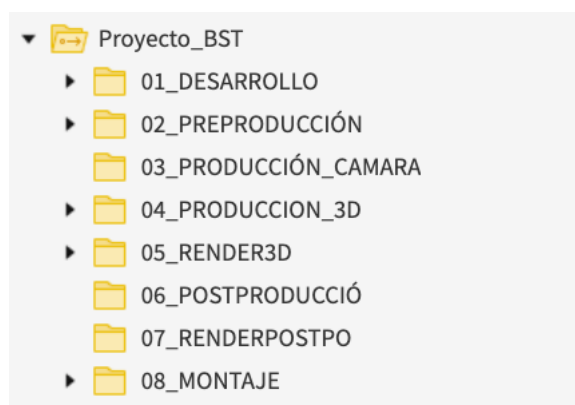 Proyecto_BST
01_DESARROLLO
02_PREPRODUCCIÓN
03_PRODUCCIÓN_CAMARA
04_PRODUCCION_3D
05_RENDER3D
06_POSTPRODUCCIÓ
07_RENDERPOSTPO
08_MONTAJE